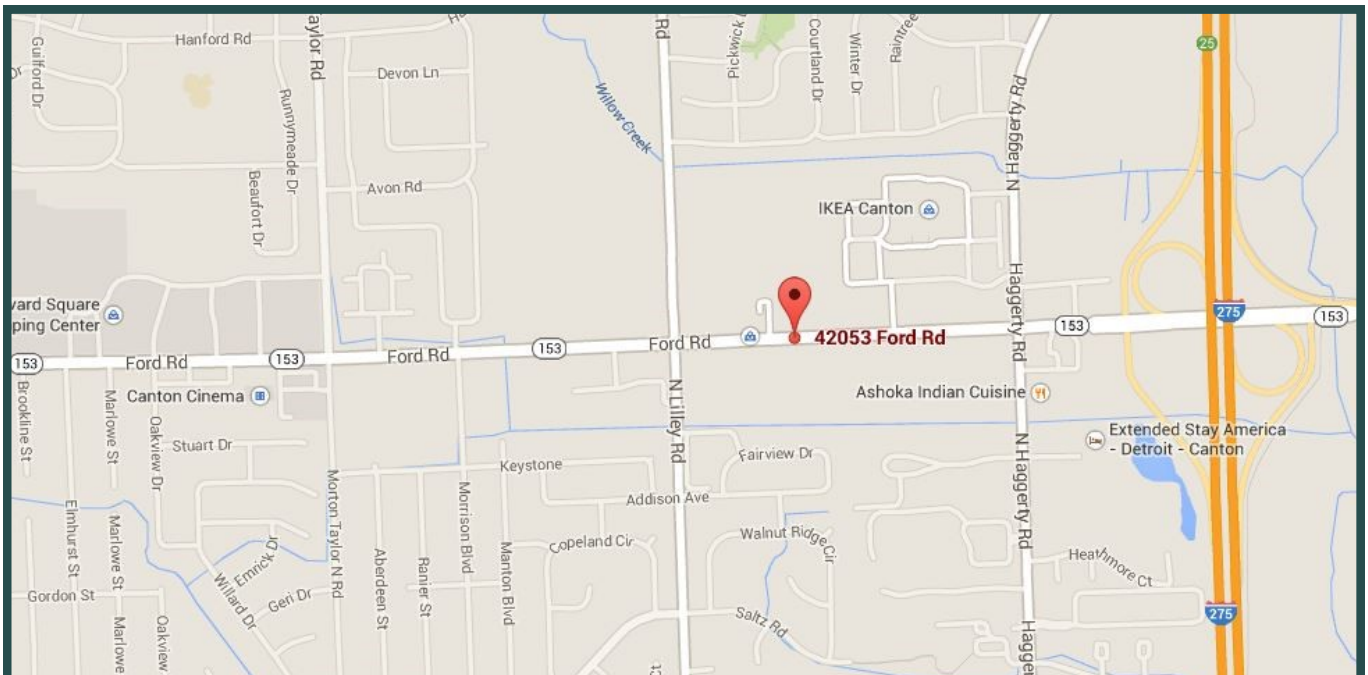 Hanford Rd
Guilford Dr
Runnymeade Dr
Devon Ln
aylor Rd
Rd
Pickwick
Courtland Dr
Winter Dr
Raintree
25
Willow Creek
N Haggerty Rd
Beaufort Dr
Avon Rd
IKEA Canton
Haggerty Rd
vard Square
ping Center
275
153
153
42053 Ford Rd
Ford Rd
153
Ford Rd
153
Ford Rd
153
Canton Cinema
Ashoka Indian Cuisine
Brookline St
Marlowe St
Oakview Dr
Stuart Dr
N Lilley Rd
Extended Stay America
- Detroit - Canton
Fairview Dr
Keystone
Addison Ave
N Haggerty Rd
Elmhurst St
Marlowe St
Morton Taylor N Rd
Aberdeen St
Ranier St
Morrison Blvd
Manton Blvd
Copeland Cir
Walnut Ridge Cir
Heathmore Ct
Emrick Dr
Geri Dr
Willard Dr
Gordon St
Marlowe
Oakview
Saltz Rd
275
Hagger